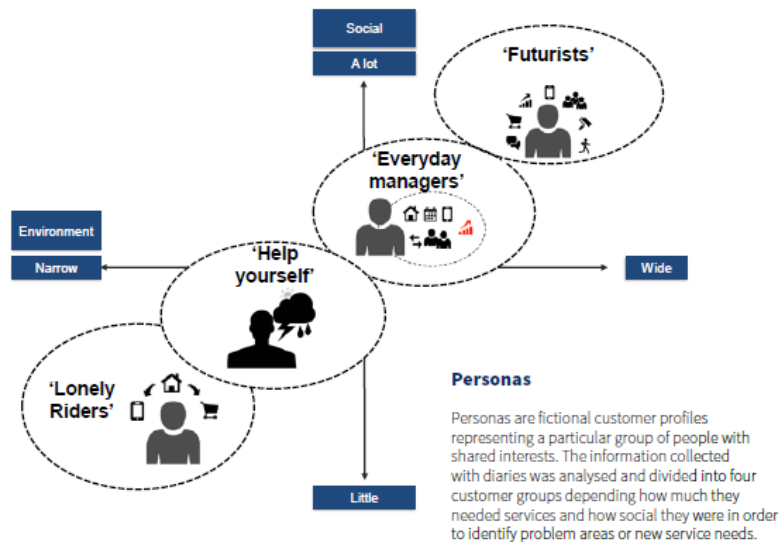 Social
A lot
‘Futurists’
‘Everyday
managers’
Environment
Narrow
‘Help
yourself’
Wide
‘Lonely
Riders’
Little
Personas
Personas are fictional customer profiles
representing a particular group of people with
shared interests. The information collected
with diaries was analysed and divided into four
customer groups depending how much they
needed services and how social they were in order
to identify problem areas or new service needs.